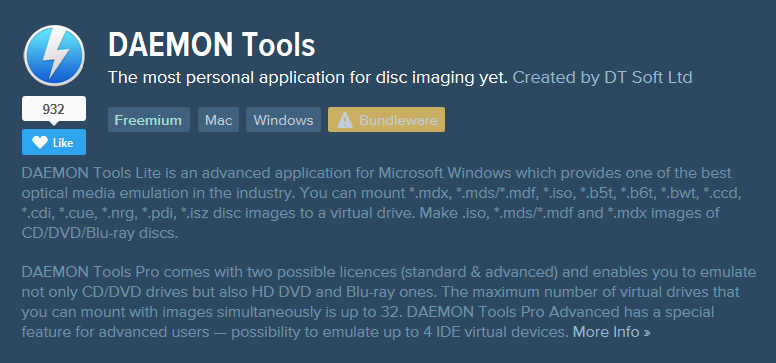 DAEMON Tools
The most personal application for disc imaging yet. Created by DT Soft Ltd
932
Like
Freemium Mac Windows Bundleware
DAEMON Tools Lite is an advanced application for Microsoft Windows which provides one of the best
optical media emulation in the industry. You can mount *.mdx, *.mds/*.mdf, *.iso, *.b5t, *.b6t, *.bwt, *.ccd,
*.cdi, *.cue, *.nrg, *.pdi, *.isz disc images to a virtual drive. Make .iso, *.mds/*.mdf and *.mdx images of
CD/DVD/Blu-ray discs.
DAEMON Tools Pro comes with two possible licences (standard & advanced) and enables you to emulate
not only CD/DVD drives but also HD DVD and Blu-ray ones. The maximum number of virtual drives that
you can mount with images simultaneously is up to 32. DAEMON Tools Pro Advanced has a special
feature for advanced users — possibility to emulate up to 4 IDE virtual devices. More Info »